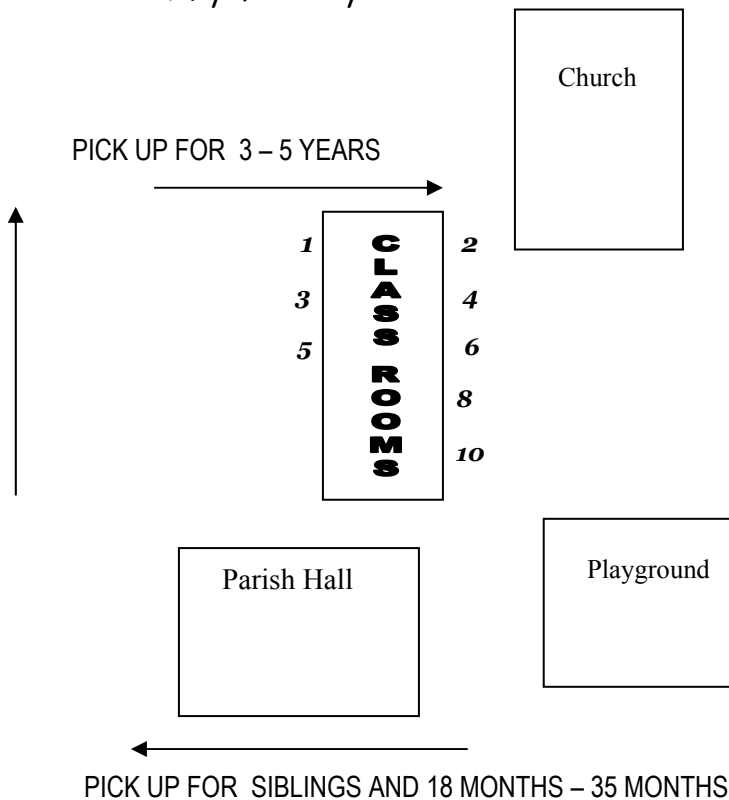 Church
PICK UP FOR 3 – 5 YEARS
1
2
3
4
5
6
8
10
CLASS ROOMS
Parish Hall
Playground
PICK UP FOR SIBLINGS AND 18 MONTHS – 35 MONTHS